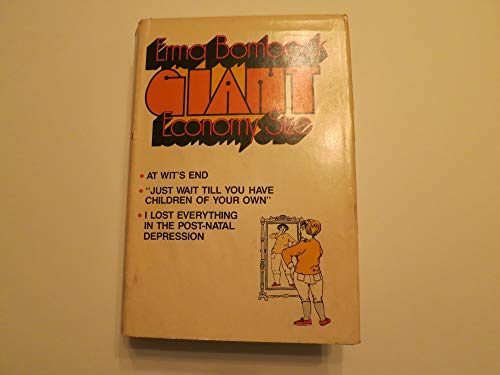 Erma Bombeck's
GIANT
Economy Size
• AT WIT'S END
• "JUST WAIT TILL YOU HAVE
CHILDREN OF YOUR OWN"
• I LOST EVERYTHING
IN THE POST-NATAL
DEPRESSION